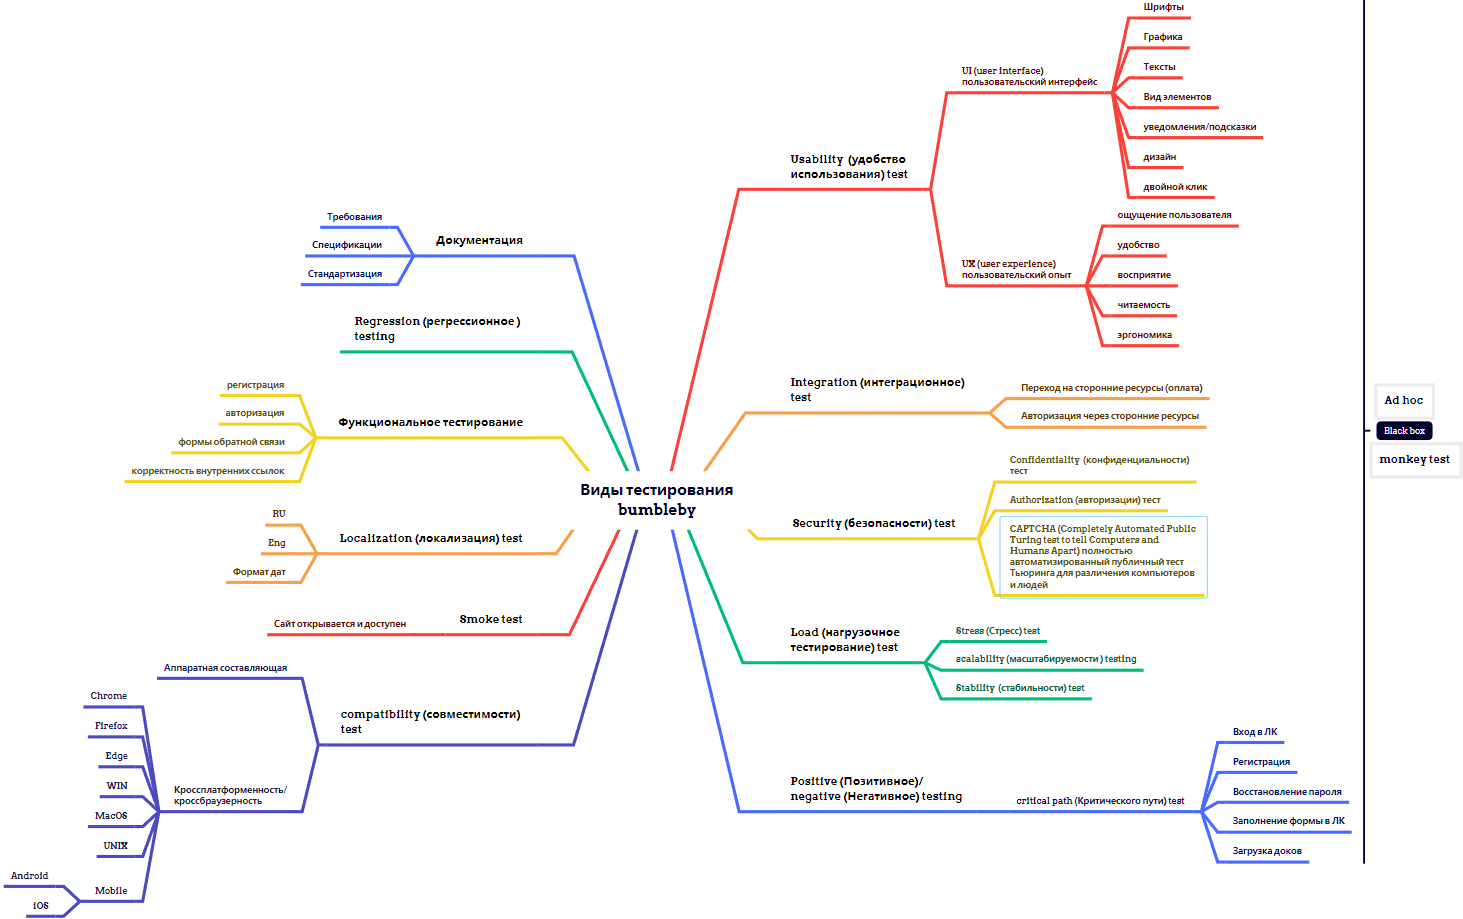 Виды тестирования
bumbleby
Usability (удобство
использования) test
UI (user interface)
пользовательский интерфейс
Шрифты
Графика
Тексты
Вид элементов
уведомления/подсказки
дизайн
двойной клик
UX (user experience)
пользовательский опыт
ощущение пользователя
удобство
восприятие
читаемость
эргономика
Integration (интеграционное)
test
Переход на сторонние ресурсы (оплата)
Авторизация через сторонние ресурсы
Security (безопасности) test
Confidentiality (конфиденциальности)
тест
Authorization (авторизации) тест
CAPTCHA (Completely Automated Public
Turing test to tell Computers and
Humans Apart) полностью
автоматизированный публичный тест
Тьюринга для различения компьютеров
и людей
Load (нагрузочное
тестирование) test
Stress (Стресс) test
scalability (масштабируемости) testing
Stability (стабильности) test
Positive (Позитивное)/
negative (Негативное) testing
critical path (Критического пути) test
Вход в ЛК
Регистрация
Восстановление пароля
Заполнение формы в ЛК
Загрузка доков
Документация
Требования
Спецификации
Стандартизация
Regression (регрессионное )
testing
Функциональное тестирование
регистрация
авторизация
формы обратной связи
корректность внутренних ссылок
Localization (локализация) test
RU
Eng
Формат дат
Smoke test
Сайт открывается и доступен
compatibility (совместимости)
test
Аппаратная составляющая
Кроссплатформенность/
кроссбраузерность
Chrome
Firefox
Edge
WIN
MacOS
UNIX
Mobile
Android
iOS
Ad hoc
Black box
monkey test